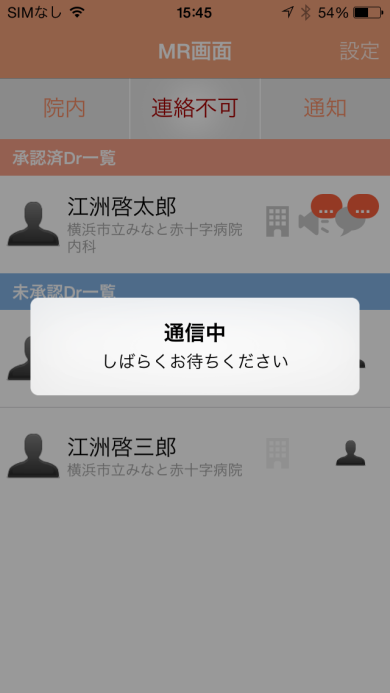 SIMなし 15:45 54%
MR画面 設定
院内 連絡不可 通知
承認済Dr一覧
江洲啓太郎
横浜市立みなと赤十字病院
内科
未承認Dr一覧
通信中
しばらくお待ちください
江洲啓三郎
横浜市立みなと赤十字病院